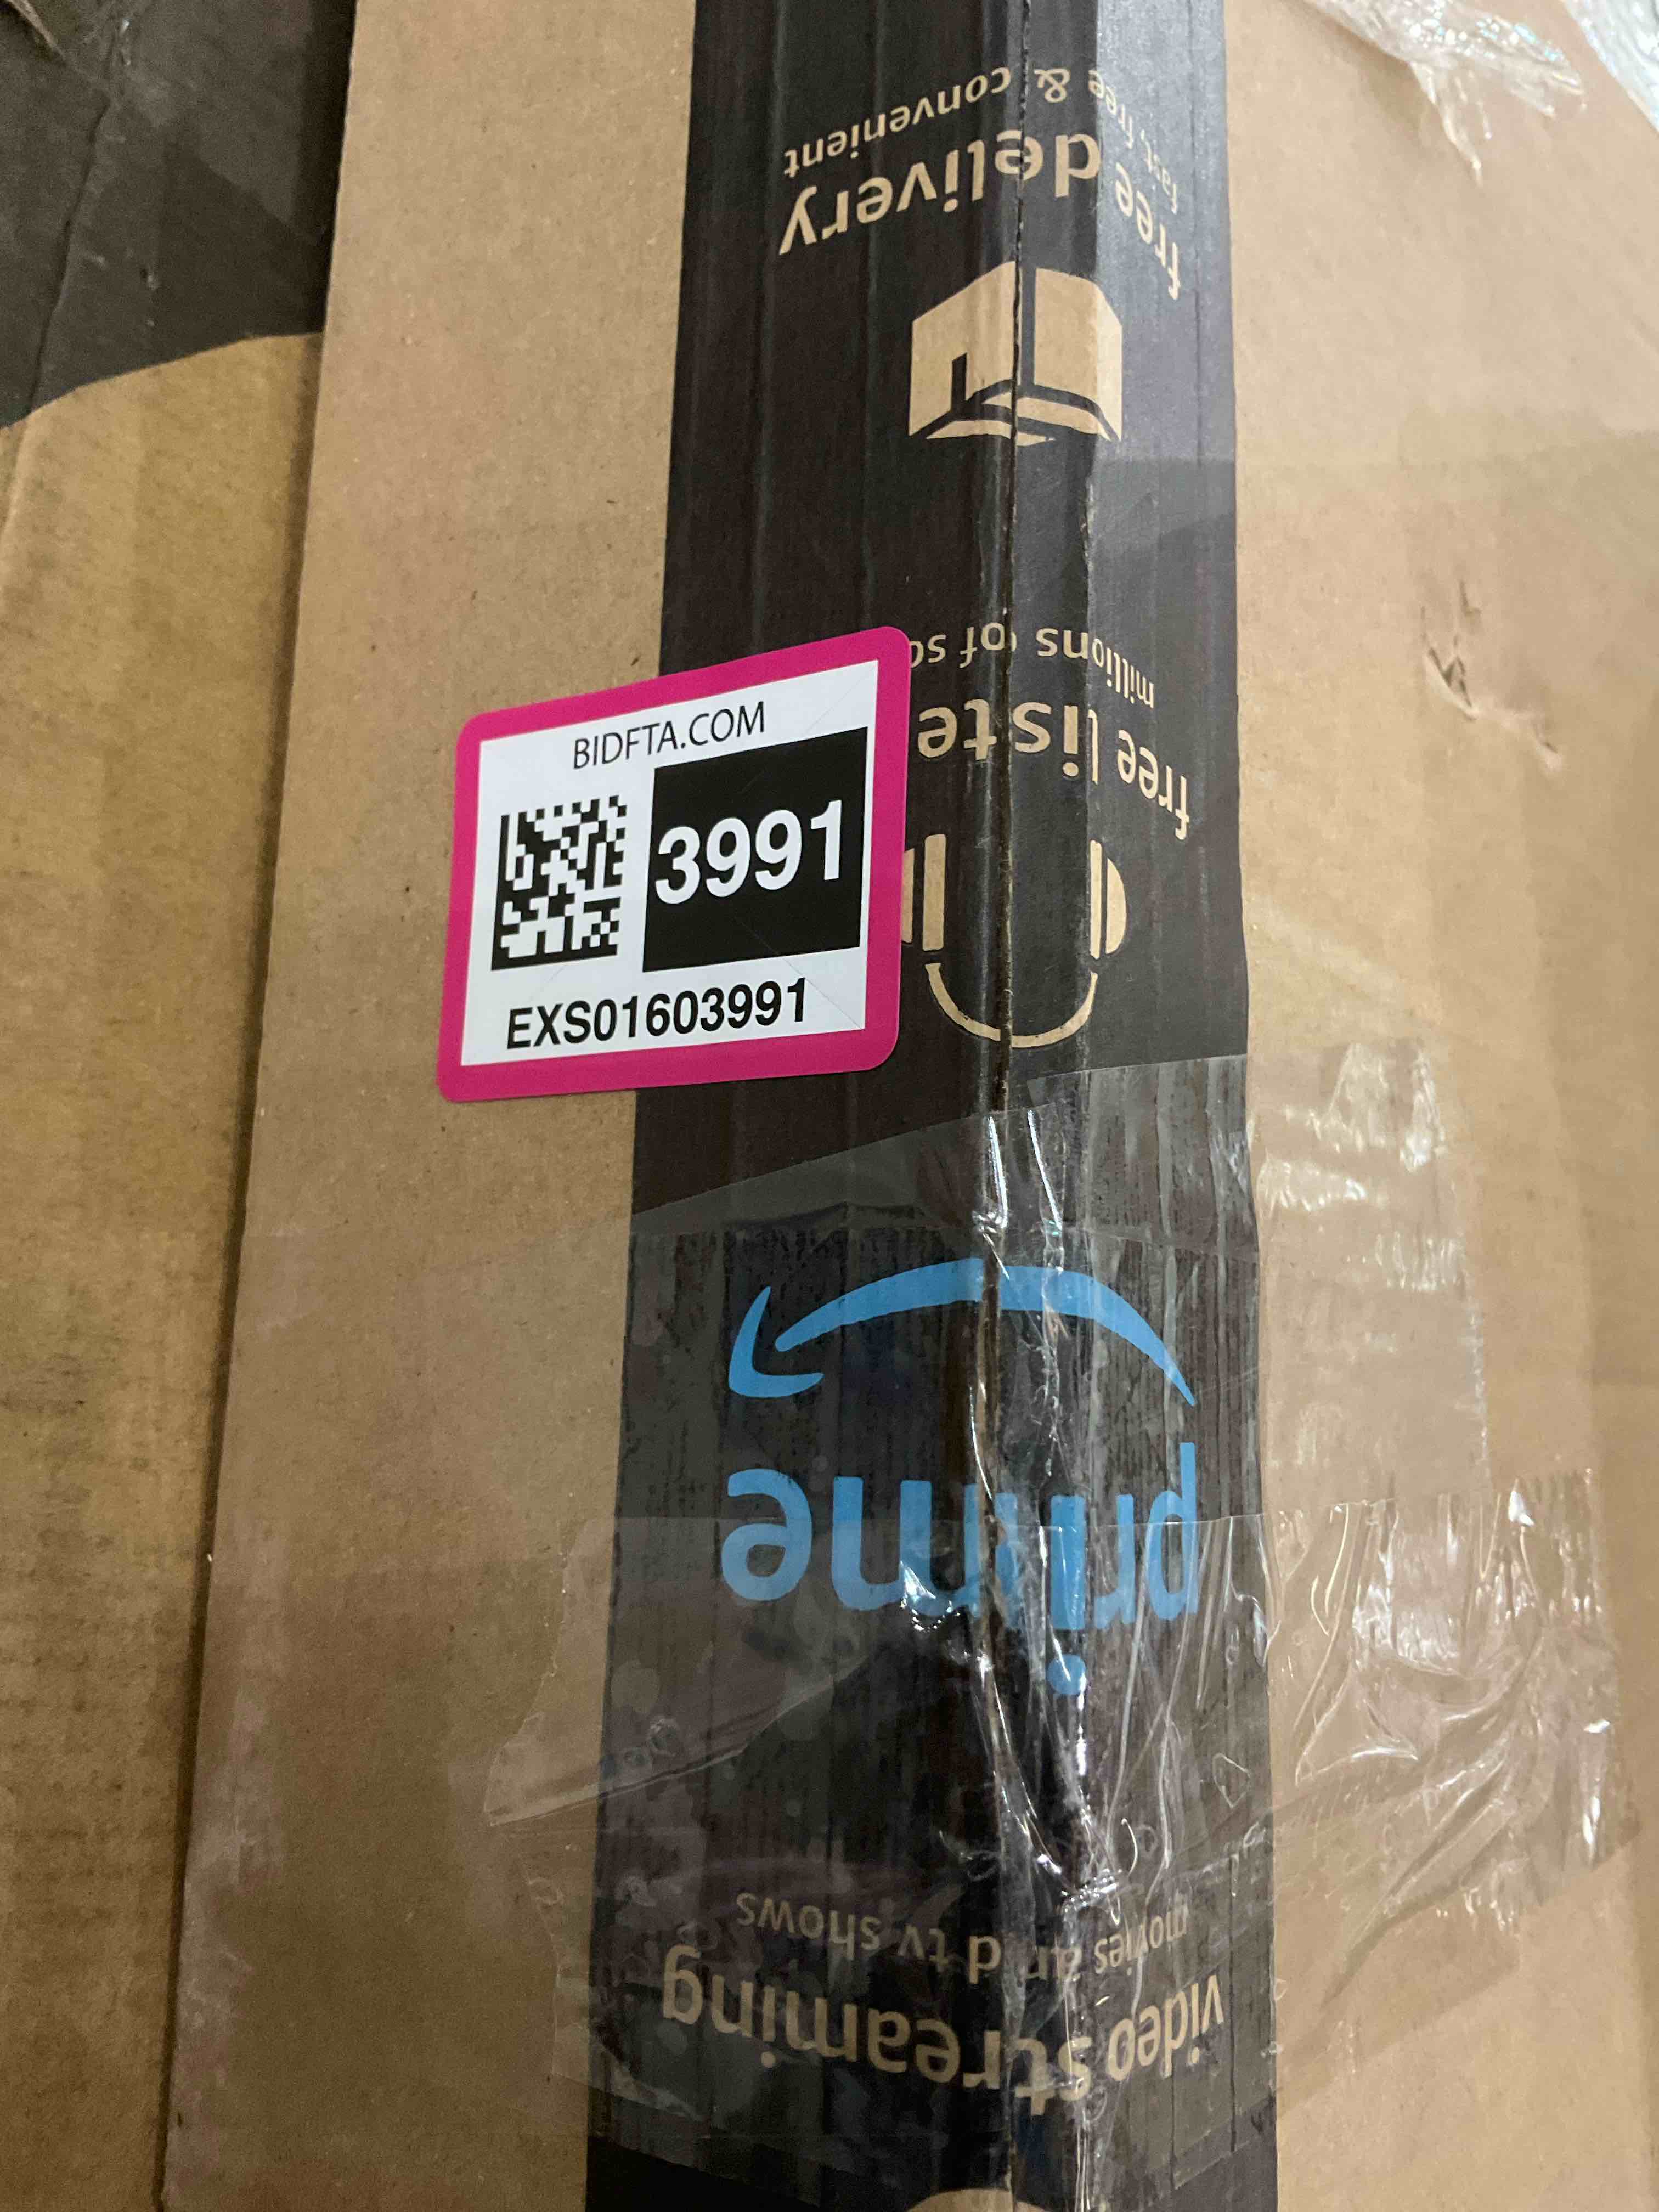 BIDFTA.COM
3991
EXS01603991
video streaming
movies and tv shows
prime
free liste
millions of so
free delivery
fast, free & convenient